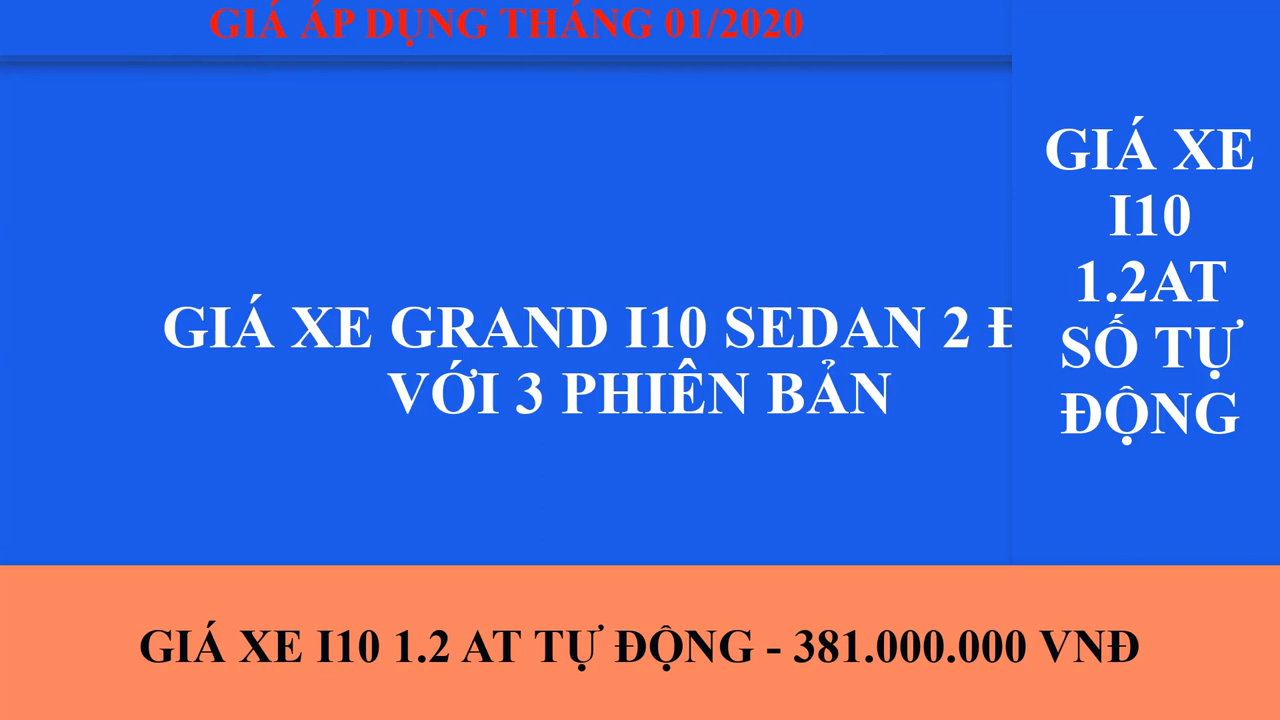 GIÁ ÁP DỤNG THÁNG 01/2020
GIÁ XE GRAND I10 SEDAN 2
VỚI 3 PHIÊN BẢN
GIÁ XE
I10
1.2AT
SỐ TỰ
ĐỘNG
GIÁ XE I10 1.2 AT TỰ ĐỘNG - 381.000.000 VNĐ